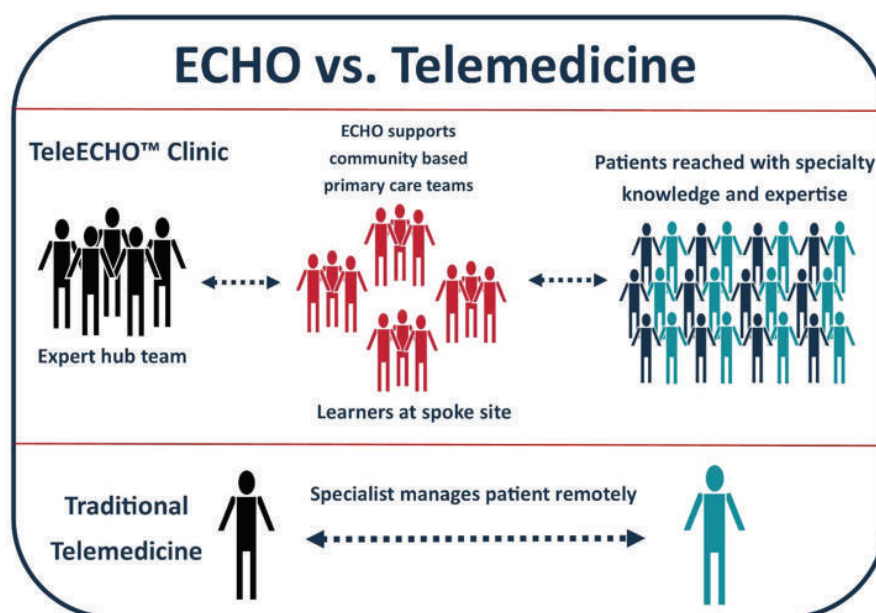 ECHO vs. Telemedicine
TeleECHO™ Clinic
ECHO supports
community based
primary care teams
Patients reached with specialty
knowledge and expertise
Expert hub team
Learners at spoke site
Traditional
Telemedicine
Specialist manages patient remotely